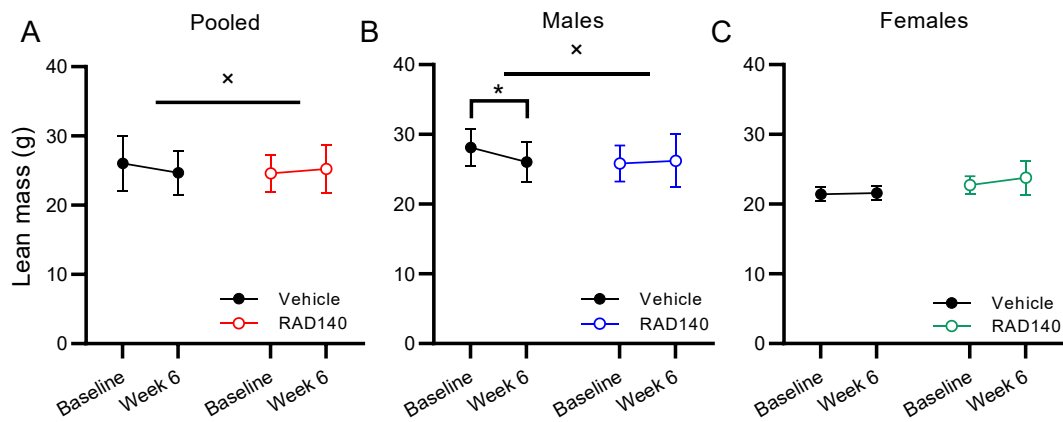 A
Pooled
B
Males
C
Females
Lean mass (g)
40
30
20
10
0
×
Vehicle
RAD140
Baseline
Week 6
Baseline
Week 6
40
30
20
10
0
×
*
Vehicle
RAD140
Baseline
Week 6
Baseline
Week 6
40
30
20
10
0
Vehicle
RAD140
Baseline
Week 6
Baseline
Week 6